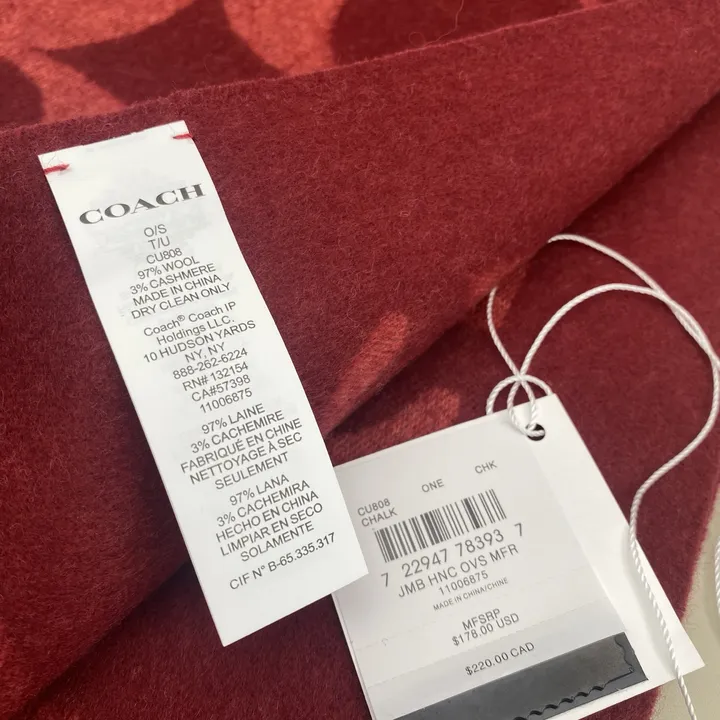 COACH
O/S
T/U
CU808
97% WOOL
3% CASHMERE
MADE IN CHINA
DRY CLEAN ONLY
Coach® Coach IP
Holdings LLC.
10 HUDSON YARDS
NY, NY
888-262-6224
RN# 132154
CA#57398
11006875
97% LAINE
3% CACHEMIRE
FABRIQUÉ EN CHINE
NETTOYAGE À SEC
SEULEMENT
97% LANA
3% CACHEMIRA
HECHO EN CHINA
LIMPIAR EN SECO
SOLAMENTE
CIF N° B-65.335.317
CU808 ONE CHK
CHALK
7 22947 78393 7
JMB HNC OVS MFR
11006875
MADE IN CHINA/CHINE
MFSRP
$178.00 USD
$220.00 CAD